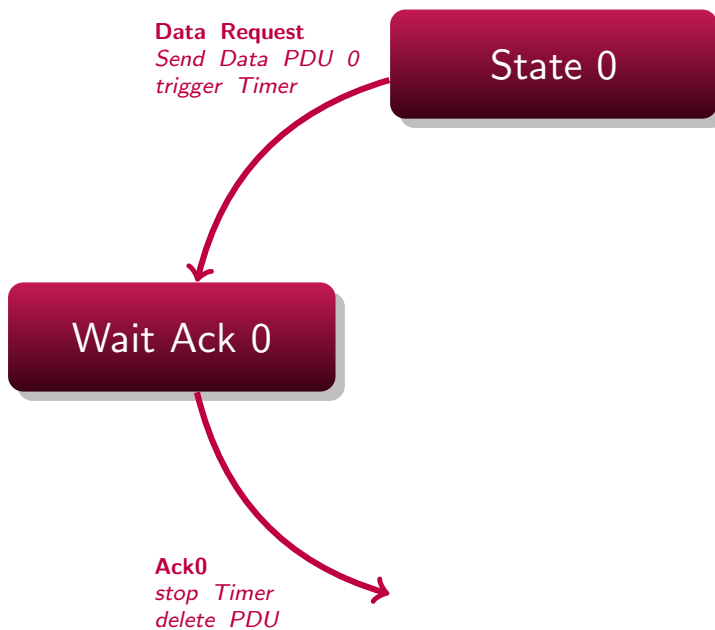 Data Request
Send Data PDU 0
trigger Timer
State 0
Wait Ack 0
Ack0
stop Timer
delete PDU